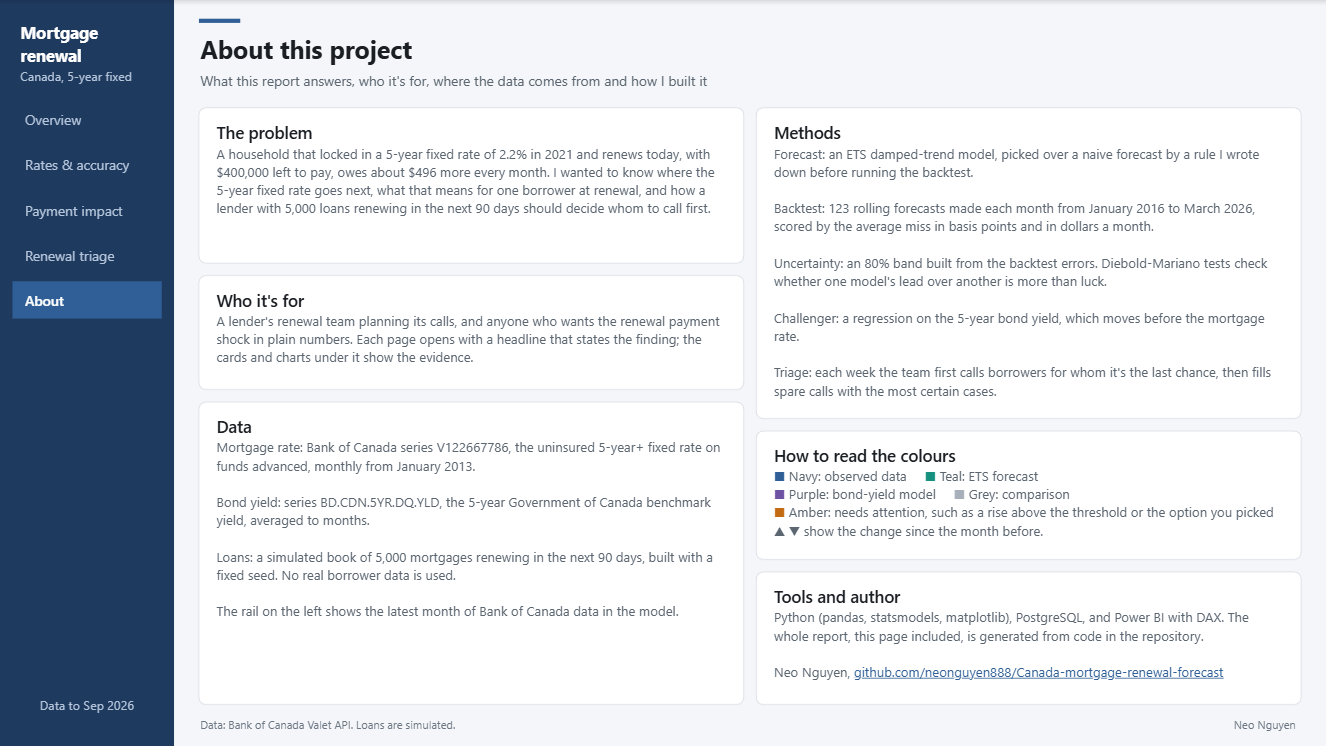 Mortgage
renewal
Canada, 5-year fixed
Overview
Rates & accuracy
Payment impact
Renewal triage
About
Data to Sep 2026
About this project
What this report answers, who it's for, where the data comes from and how I built it
The problem
A household that locked in a 5-year fixed rate of 2.2% in 2021 and renews today, with
$400,000 left to pay, owes about $496 more every month. I wanted to know where the
5-year fixed rate goes next, what that means for one borrower at renewal, and how a
lender with 5,000 loans renewing in the next 90 days should decide whom to call first.
Who it's for
A lender's renewal team planning its calls, and anyone who wants the renewal payment
shock in plain numbers. Each page opens with a headline that states the finding; the
cards and charts under it show the evidence.
Data
Mortgage rate: Bank of Canada series V122667786, the uninsured 5-year+ fixed rate on
funds advanced, monthly from January 2013.
Bond yield: series BD.CDN.5YR.DQ.YLD, the 5-year Government of Canada benchmark
yield, averaged to months.
Loans: a simulated book of 5,000 mortgages renewing in the next 90 days, built with a
fixed seed. No real borrower data is used.
The rail on the left shows the latest month of Bank of Canada data in the model.
Methods
Forecast: an ETS damped-trend model, picked over a naive forecast by a rule I wrote
down before running the backtest.
Backtest: 123 rolling forecasts made each month from January 2016 to March 2026,
scored by the average miss in basis points and in dollars a month.
Uncertainty: an 80% band built from the backtest errors. Diebold-Mariano tests check
whether one model's lead over another is more than luck.
Challenger: a regression on the 5-year bond yield, which moves before the mortgage
rate.
Triage: each week the team first calls borrowers for whom it's the last chance, then fills
spare calls with the most certain cases.
How to read the colours
■ Navy: observed data ■ Teal: ETS forecast
■ Purple: bond-yield model ■ Grey: comparison
■ Amber: needs attention, such as a rise above the threshold or the option you picked
▲ ▼ show the change since the month before.
Tools and author
Python (pandas, statsmodels, matplotlib), PostgreSQL, and Power BI with DAX. The
whole report, this page included, is generated from code in the repository.
Neo Nguyen, github.com/neonguyen888/Canada-mortgage-renewal-forecast
Data: Bank of Canada Valet API. Loans are simulated.
Neo Nguyen